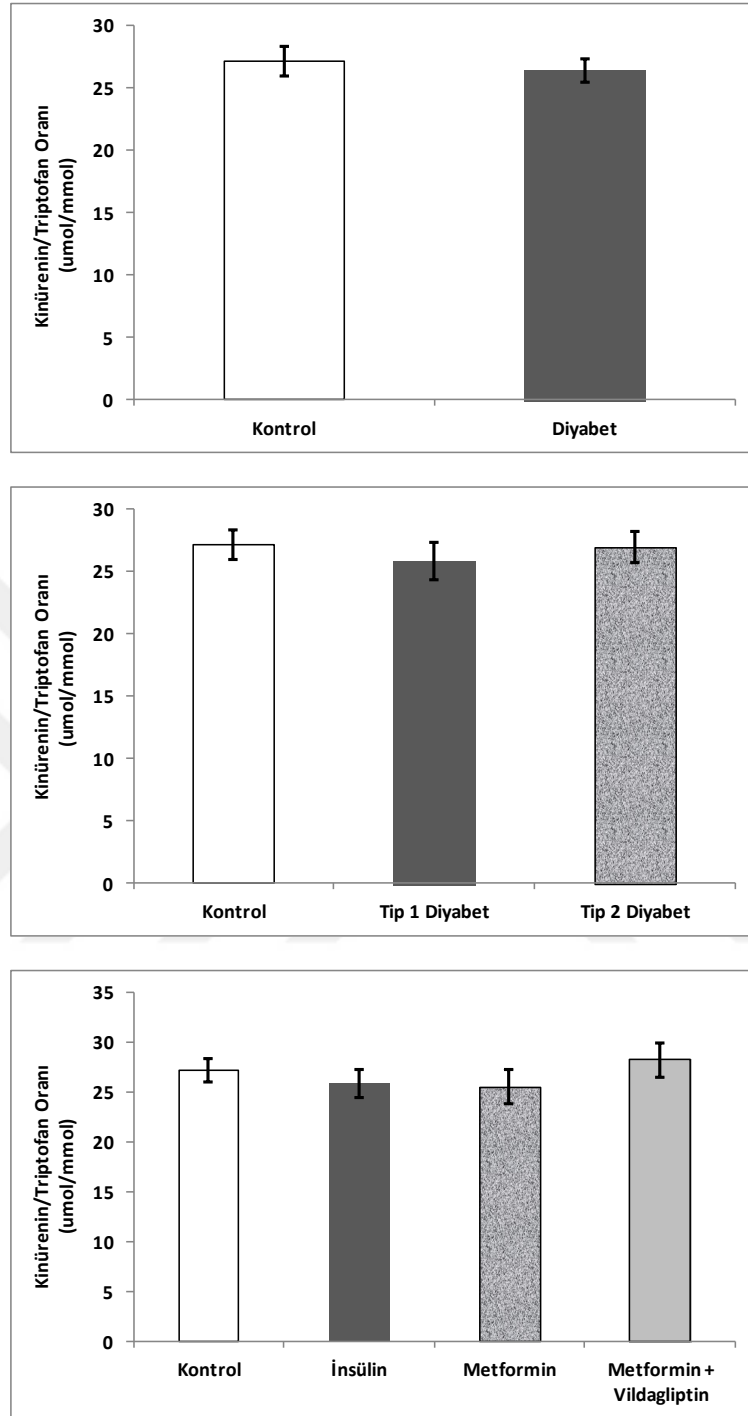 Kinürenin/Triptofan Oranı
(umol/mmol)
30
25
20
15
10
5
0
Kontrol
Diyabet
Kinürenin/Triptofan Oranı
(umol/mmol)
30
25
20
15
10
5
0
Kontrol
Tip 1 Diyabet
Tip 2 Diyabet
Kinürenin/Triptofan Oranı
(umol/mmol)
35
30
25
20
15
10
5
0
Kontrol
İnsülin
Metformin
Metformin +
Vildagliptin